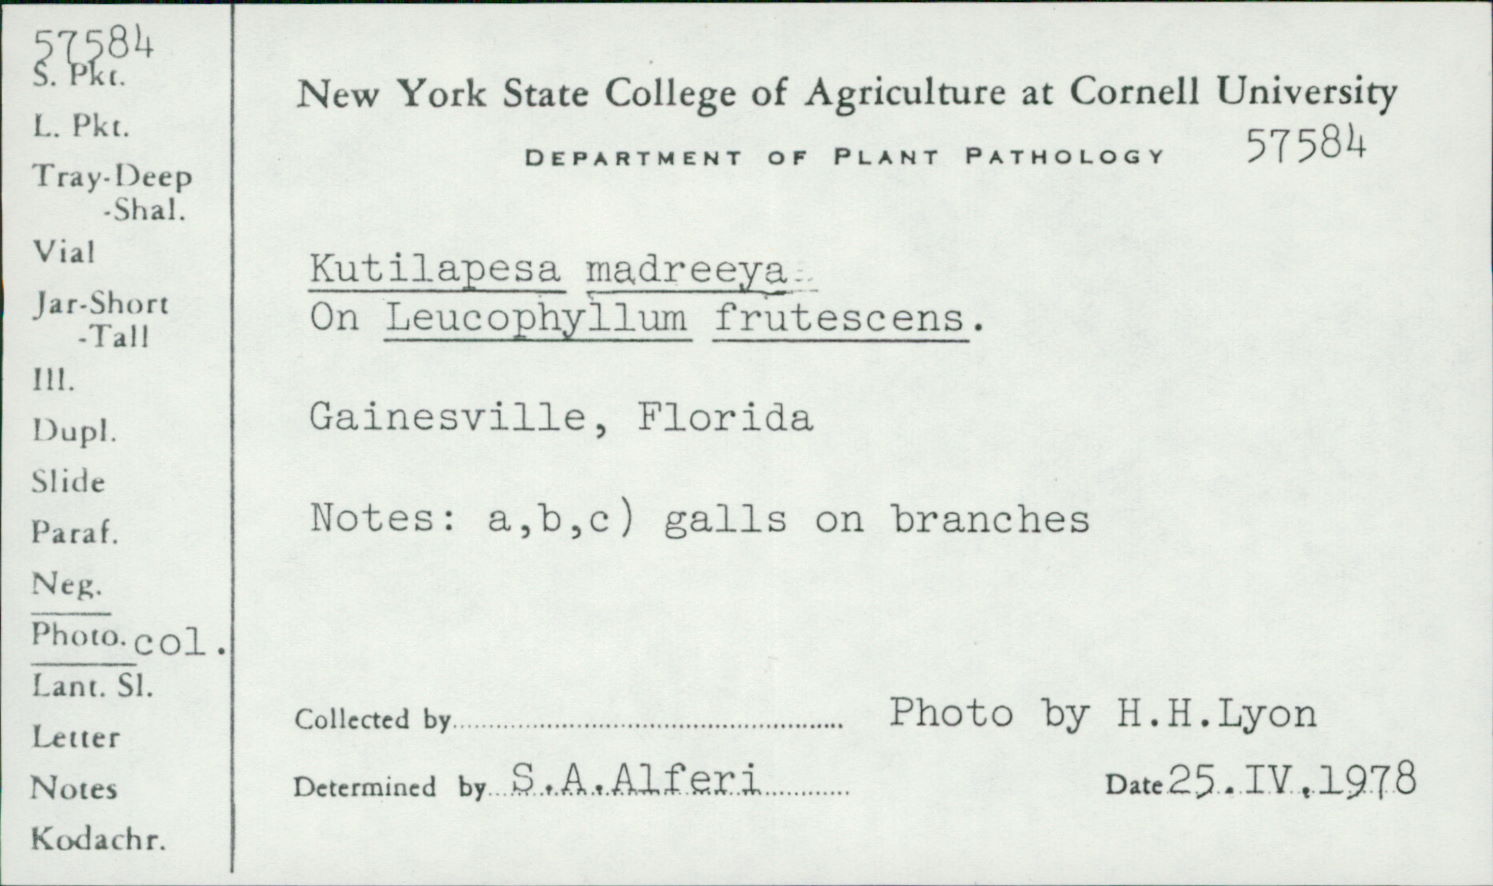 57584
S. Pkt.
L. Pkt.
Tray-Deep
-Shal.
Vial
Jar-Short
-Tall
Ill.
Dupl.
Slide
Paraf.
Neg.
Photo. col.
Lant. Sl.
Letter
Notes
Kodachr.
New York State College of Agriculture at Cornell University
DEPARTMENT OF PLANT PATHOLOGY 57584
Kutilapesa madreeya
On Leucophyllum frutescens.
Gainesville, Florida
Notes: a,b,c) galls on branches
Collected by Photo by H.H.Lyon
Determined by S.A.Alferi Date 25.IV.1978